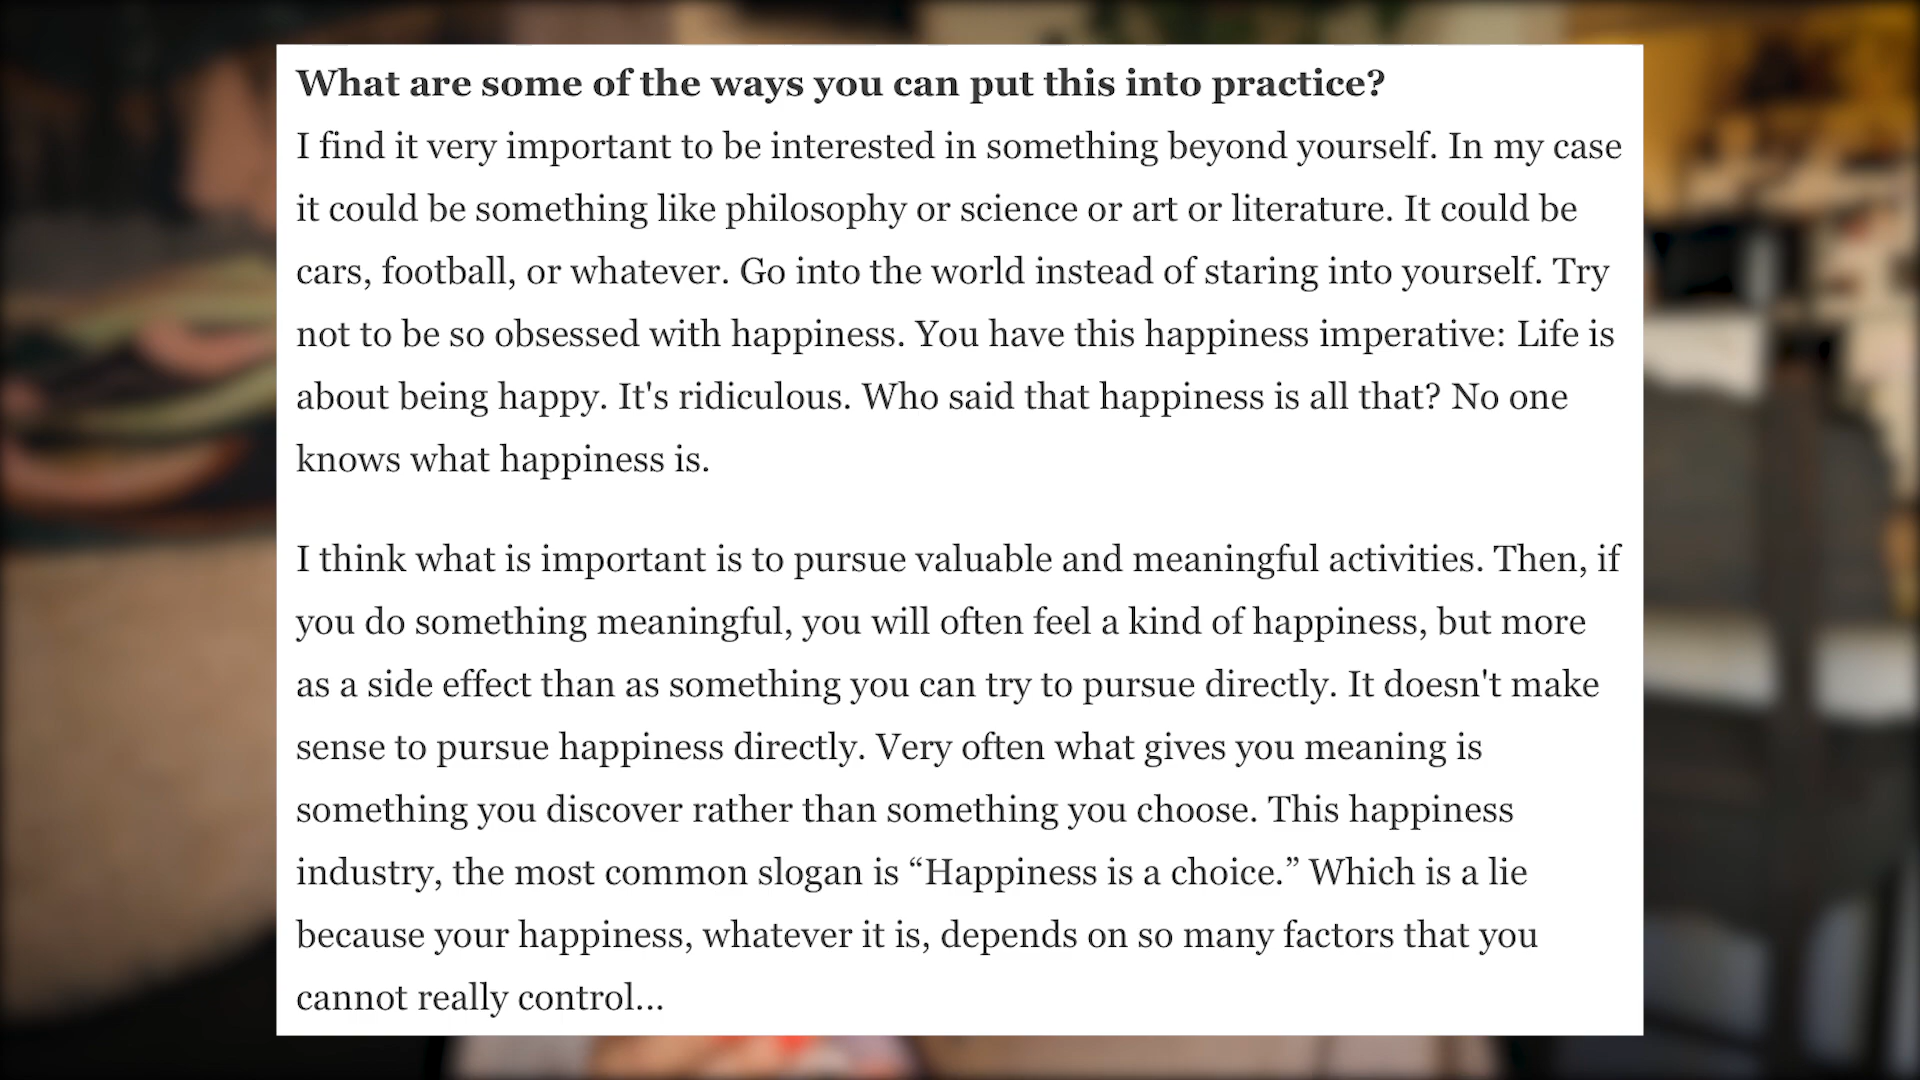 What are some of the ways you can put this into practice?
I find it very important to be interested in something beyond yourself. In my case
it could be something like philosophy or science or art or literature. It could be
cars, football, or whatever. Go into the world instead of staring into yourself. Try
not to be so obsessed with happiness. You have this happiness imperative: Life is
about being happy. It's ridiculous. Who said that happiness is all that? No one
knows what happiness is.
I think what is important is to pursue valuable and meaningful activities. Then, if
you do something meaningful, you will often feel a kind of happiness, but more
as a side effect than as something you can try to pursue directly. It doesn't make
sense to pursue happiness directly. Very often what gives you meaning is
something you discover rather than something you choose. This happiness
industry, the most common slogan is “Happiness is a choice.” Which is a lie
because your happiness, whatever it is, depends on so many factors that you
cannot really control...